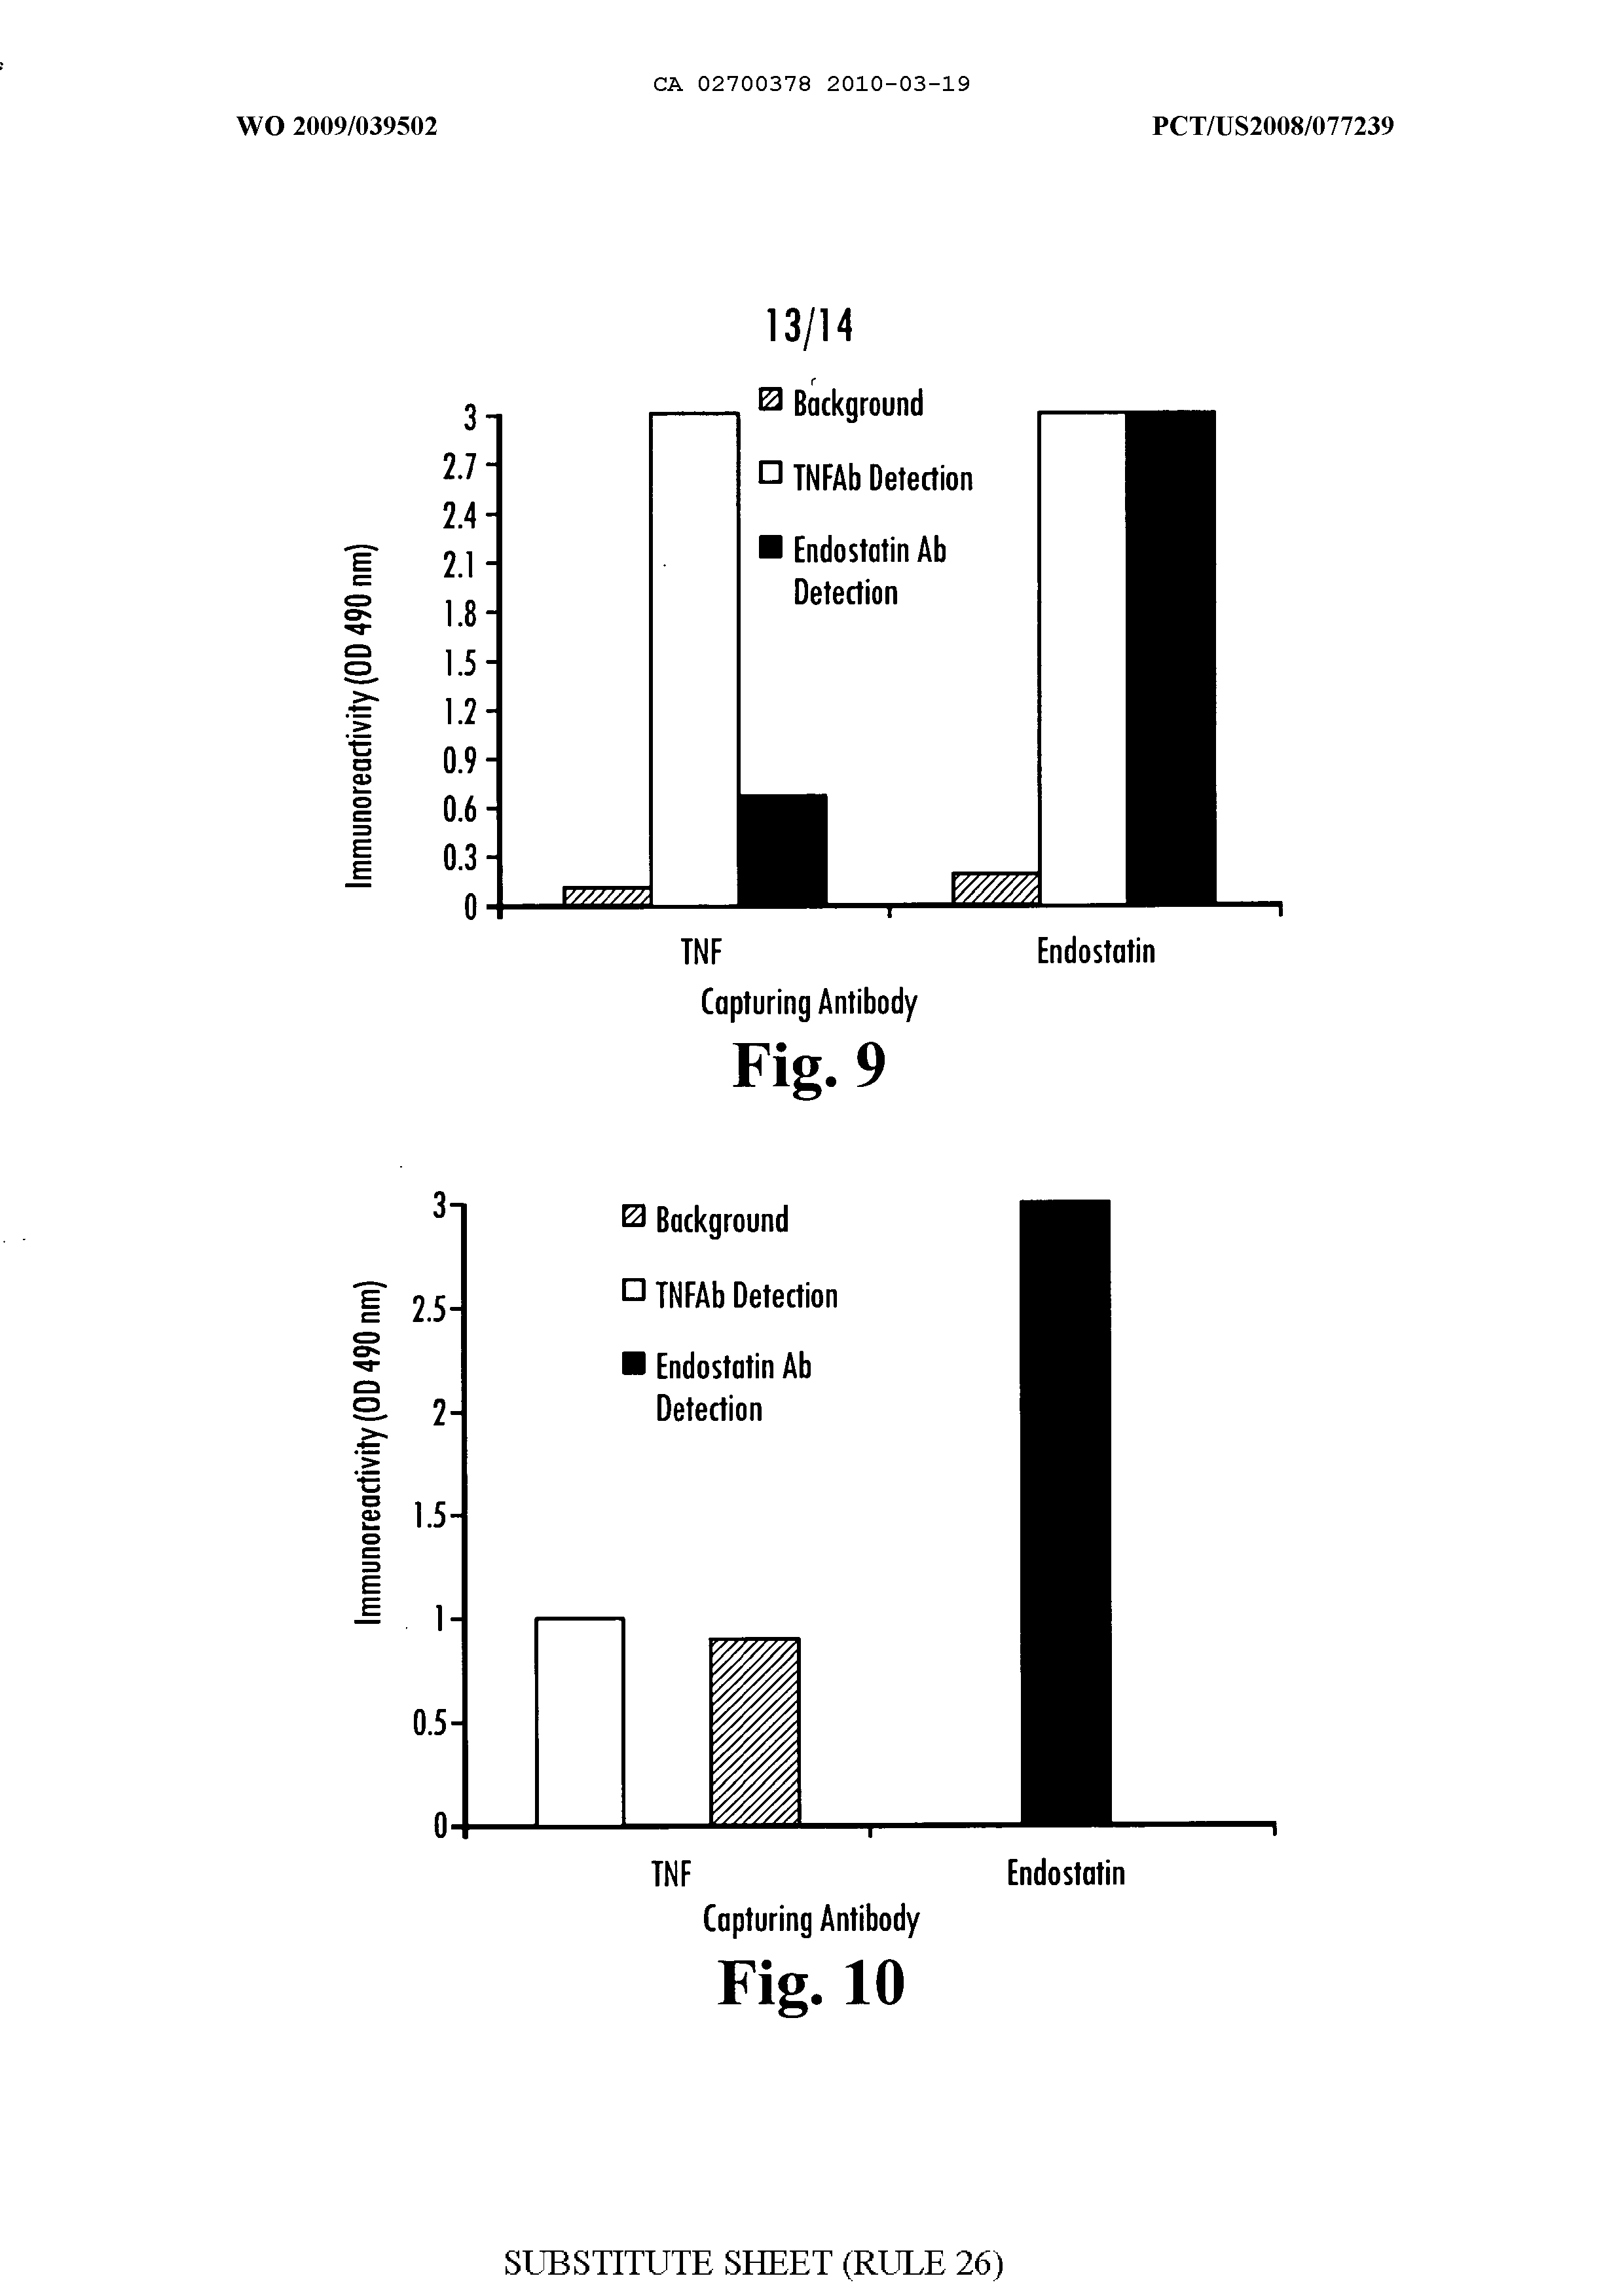 CA 02700378 2010-03-19
WO 2009/039502
PCT/US2008/077239
13/14
Background
TNFAb Detection
Endostatin Ab
Detection
Immunoreactivity (OD 490 nm)
3
2.7
2.4
2.1
1.8
1.5
1.2
0.9
0.6
0.3
0
TNF
Endostatin
Capturing Antibody
Fig. 9
Background
TNFAb Detection
Endostatin Ab
Detection
Immunoreactivity (OD 490 nm)
3
2.5
2
1.5
1
0.5
0
TNF
Endostatin
Capturing Antibody
Fig. 10
SUBSTITUTE SHEET (RULE 26)